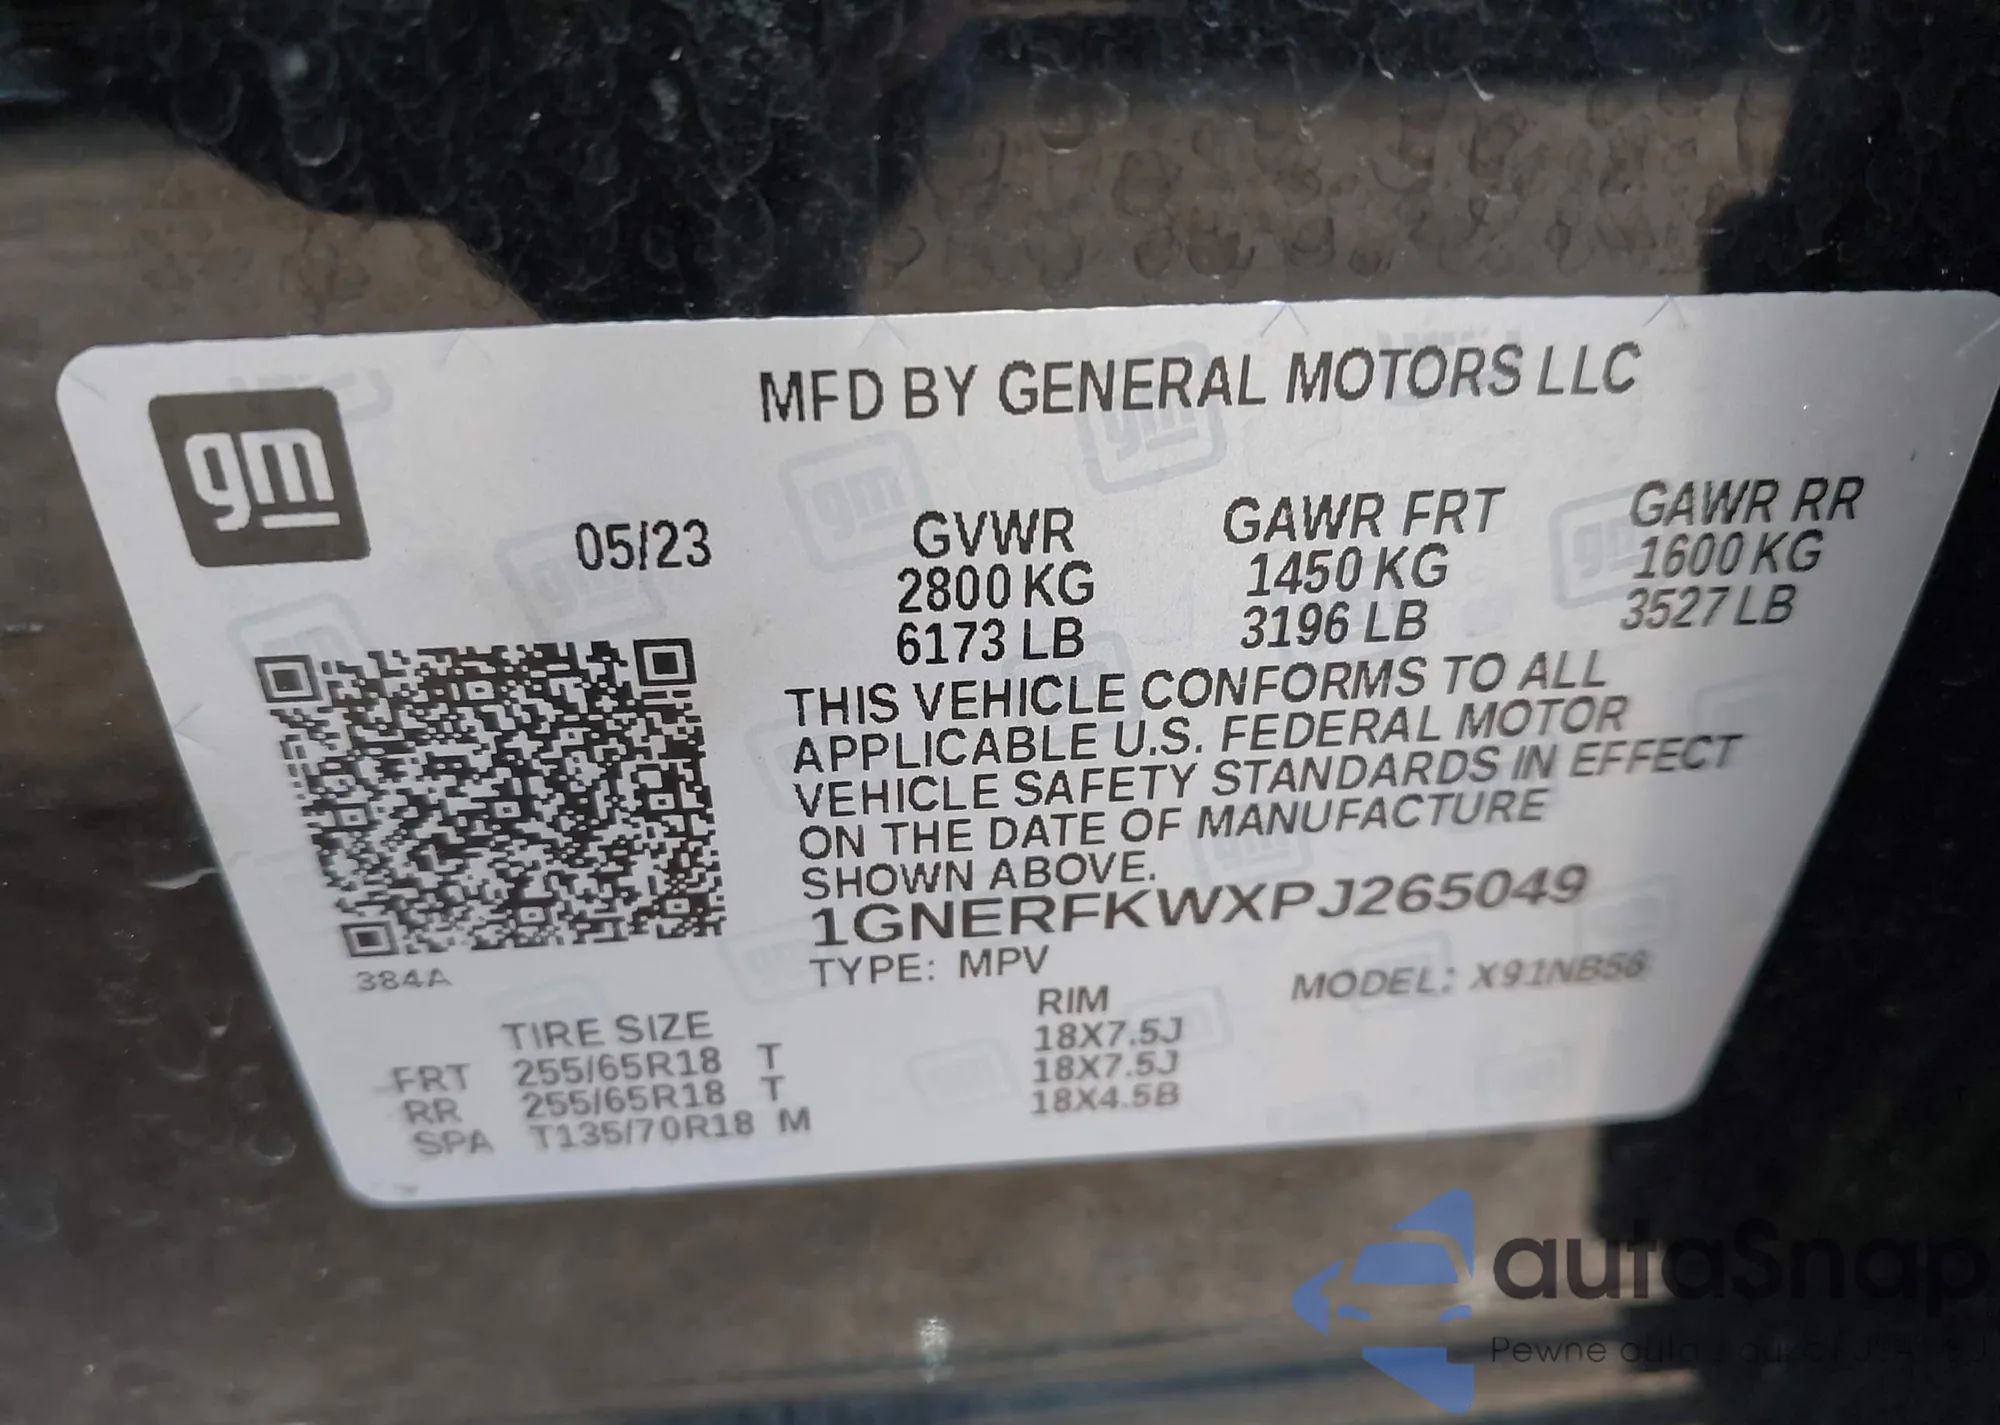 gm
MFD BY GENERAL MOTORS LLC
05/23
GVWR GAWR FRT GAWR RR
2800 KG 1450 KG 1600 KG
6173 LB 3196 LB 3527 LB
THIS VEHICLE CONFORMS TO ALL
APPLICABLE U.S. FEDERAL MOTOR
VEHICLE SAFETY STANDARDS IN EFFECT
ON THE DATE OF MANUFACTURE
SHOWN ABOVE.
1GNERFKWXPJ265049
384A
TYPE: MPV MODEL: X91NB56
TIRE SIZE RIM
FRT 255/65R18 T 18X7.5J
RR 255/65R18 T 18X7.5J
SPA T135/70R18 M 18X4.5B
autaSnap
Pewne auta